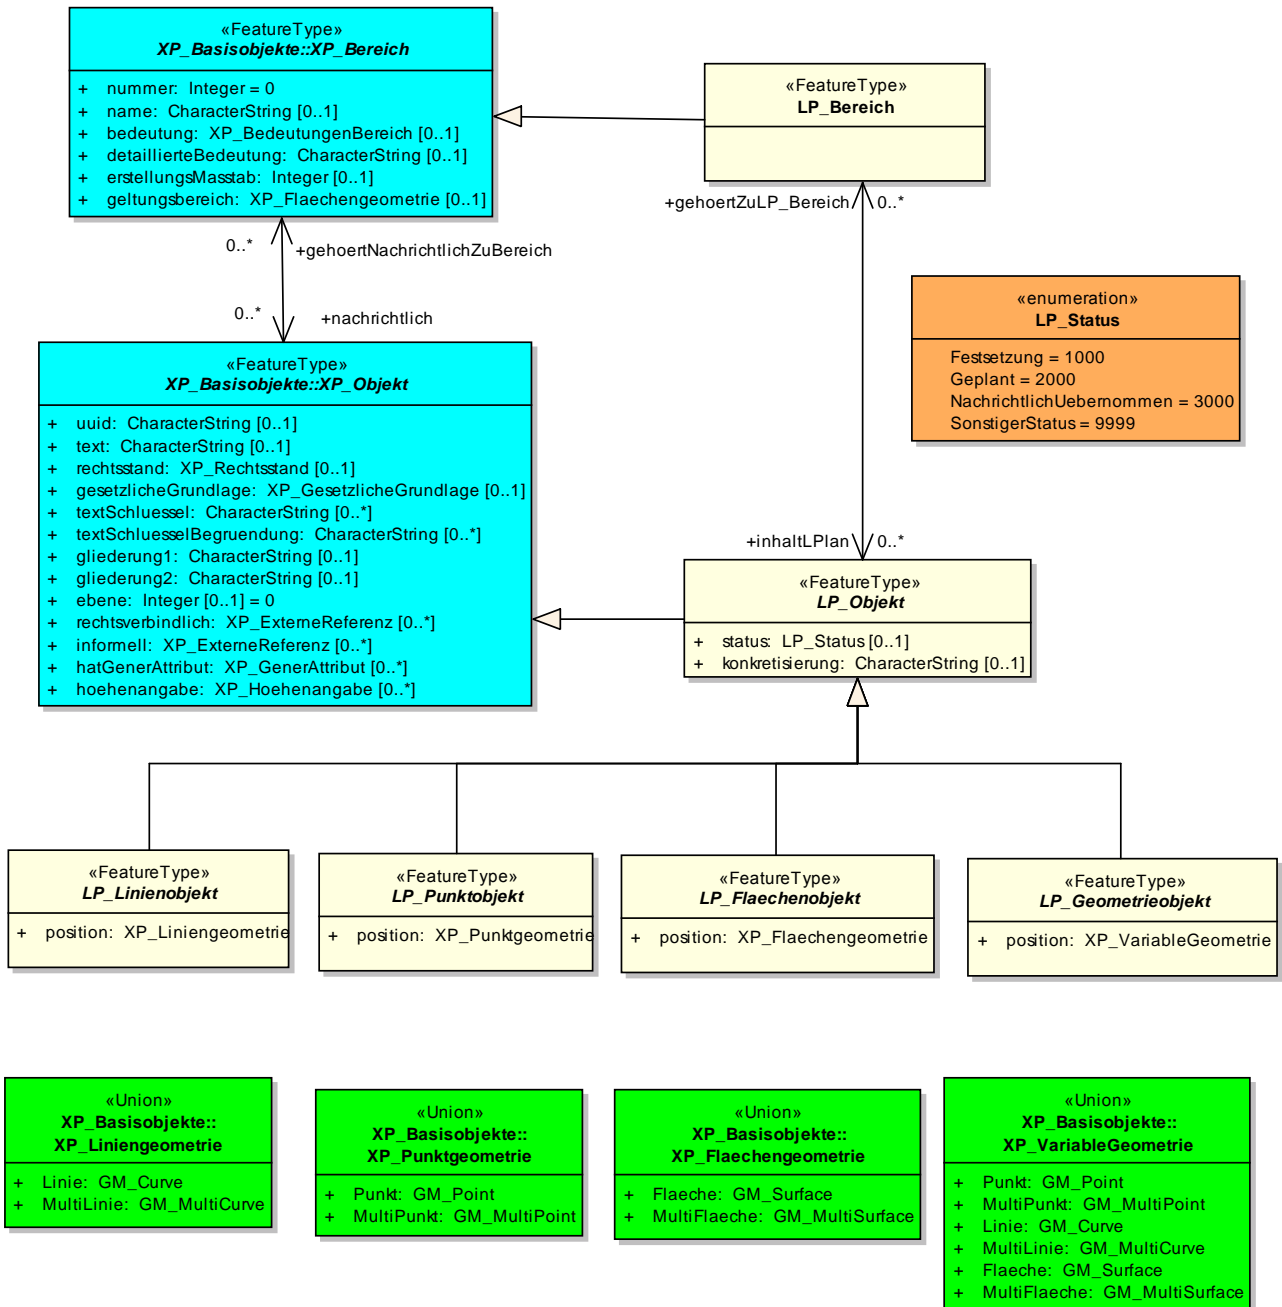 «FeatureType»
XP_Basisobjekte::XP_Bereich
+ nummer: Integer = 0
+ name: CharacterString [0..1]
+ bedeutung: XP_BedeutungenBereich [0..1]
+ detaillierteBedeutung: CharacterString [0..1]
+ erstellungsMasstab: Integer [0..1]
+ geltungsbereich: XP_Flaechengeometrie [0..1]
«FeatureType»
LP_Bereich
+gehoertZuLP_Bereich 0..*
0..* +gehoertNachrichtlichZuBereich
0..* +nachrichtlich
«enumeration»
LP_Status
Festsetzung = 1000
Geplant = 2000
NachrichtlichUebernommen = 3000
SonstigerStatus = 9999
«FeatureType»
XP_Basisobjekte::XP_Objekt
+ uuid: CharacterString [0..1]
+ text: CharacterString [0..1]
+ rechtsstand: XP_Rechtsstand [0..1]
+ gesetzlicheGrundlage: XP_GesetzlicheGrundlage [0..1]
+ textSchluessel: CharacterString [0..*]
+ textSchluesselBegruendung: CharacterString [0..*]
+ gliederung1: CharacterString [0..1]
+ gliederung2: CharacterString [0..1]
+ ebene: Integer [0..1] = 0
+ rechtsverbindlich: XP_ExterneReferenz [0..*]
+ informell: XP_ExterneReferenz [0..*]
+ hatGenerAttribut: XP_GenerAttribut [0..*]
+ hoehenangabe: XP_Hoehenangabe [0..*]
+inhaltLPlan 0..*
«FeatureType»
LP_Objekt
+ status: LP_Status [0..1]
+ konkretisierung: CharacterString [0..1]
«FeatureType»
LP_Linienobjekt
+ position: XP_Liniengeometrie
«FeatureType»
LP_Punktobjekt
+ position: XP_Punktgeometrie
«FeatureType»
LP_Flaechenobjekt
+ position: XP_Flaechengeometrie
«FeatureType»
LP_Geometrieobjekt
+ position: XP_VariableGeometrie
«Union»
XP_Basisobjekte::
XP_Liniengeometrie
+ Linie: GM_Curve
+ MultiLinie: GM_MultiCurve
«Union»
XP_Basisobjekte::
XP_Punktgeometrie
+ Punkt: GM_Point
+ MultiPunkt: GM_MultiPoint
«Union»
XP_Basisobjekte::
XP_Flaechengeometrie
+ Flaeche: GM_Surface
+ MultiFlaeche: GM_MultiSurface
«Union»
XP_Basisobjekte::
XP_VariableGeometrie
+ Punkt: GM_Point
+ MultiPunkt: GM_MultiPoint
+ Linie: GM_Curve
+ MultiLinie: GM_MultiCurve
+ Flaeche: GM_Surface
+ MultiFlaeche: GM_MultiSurface